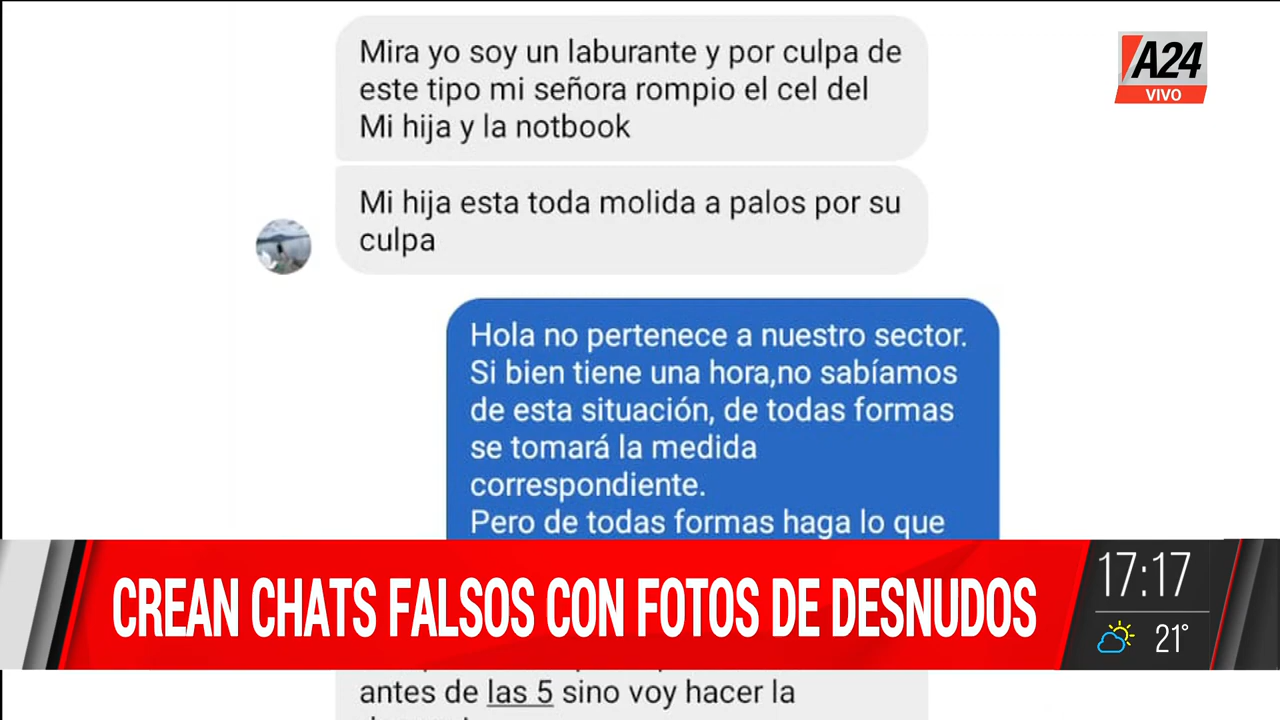 Mira yo soy un laburante y por culpa de
este tipo mi señora rompio el cel del
Mi hija y la notbook
A24
VIVO
Mi hija esta toda molida a palos por su
culpa
Hola no pertenece a nuestro sector.
Si bien tiene una hora,no sabíamos
de esta situación, de todas formas
se tomará la medida
correspondiente.
Pero de todas formas haga lo que
CREAN CHATS FALSOS CON FOTOS DE DESNUDOS
17:17
21°
antes de las 5 sino voy hacer la